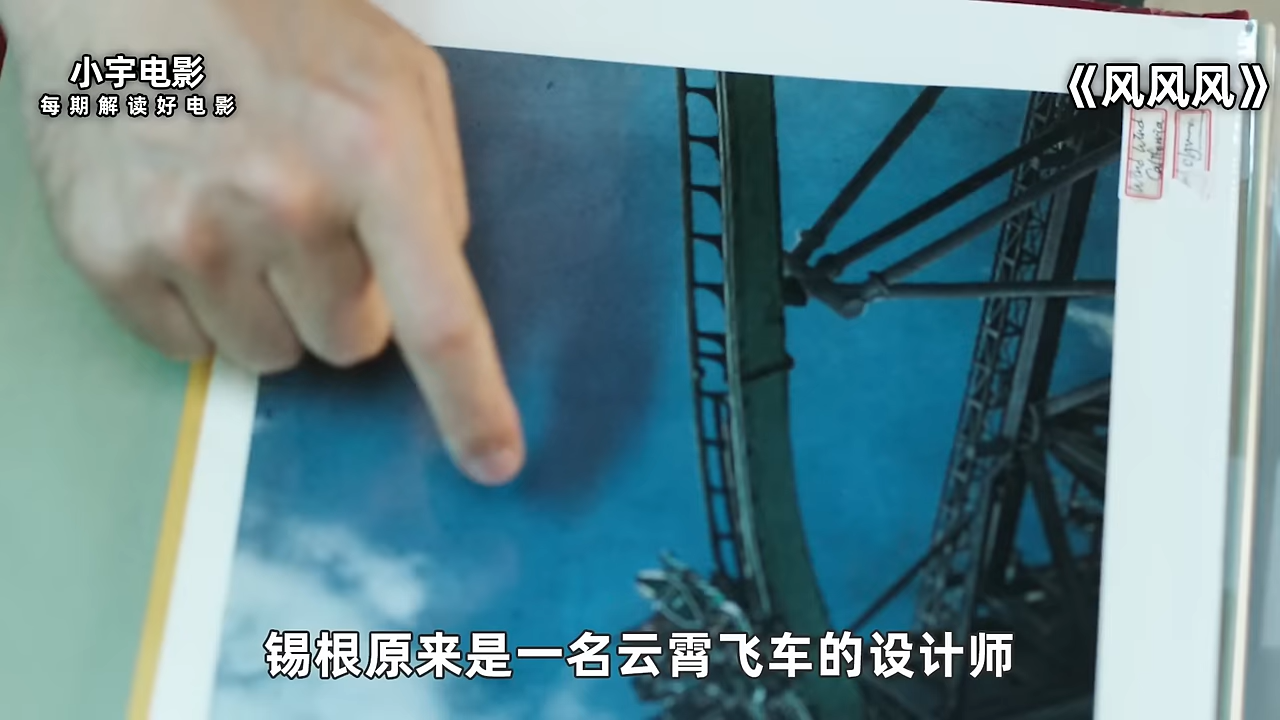 小宇电影
每期解读好电影
《风风风》
锡根原来是一名云霄飞车的设计师